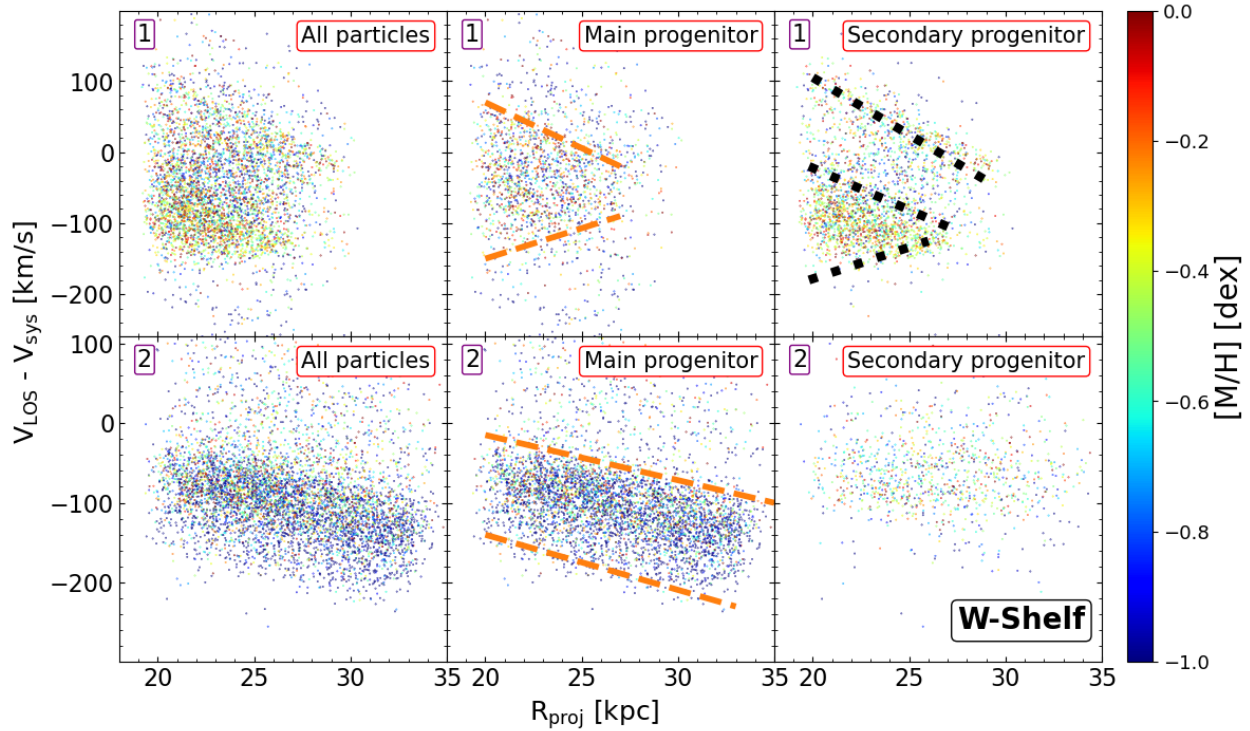 1 All particles
1 Main progenitor
1 Secondary progenitor
0.0
100
0
−100
−200
−0.2
−0.4
V_LOS - V_sys [km/s]
[M/H] [dex]
2 All particles
2 Main progenitor
2 Secondary progenitor
100
0
−100
−200
−0.6
−0.8
−1.0
W-Shelf
20 25 30 35
20 25 30 35
20 25 30 35
R_proj [kpc]